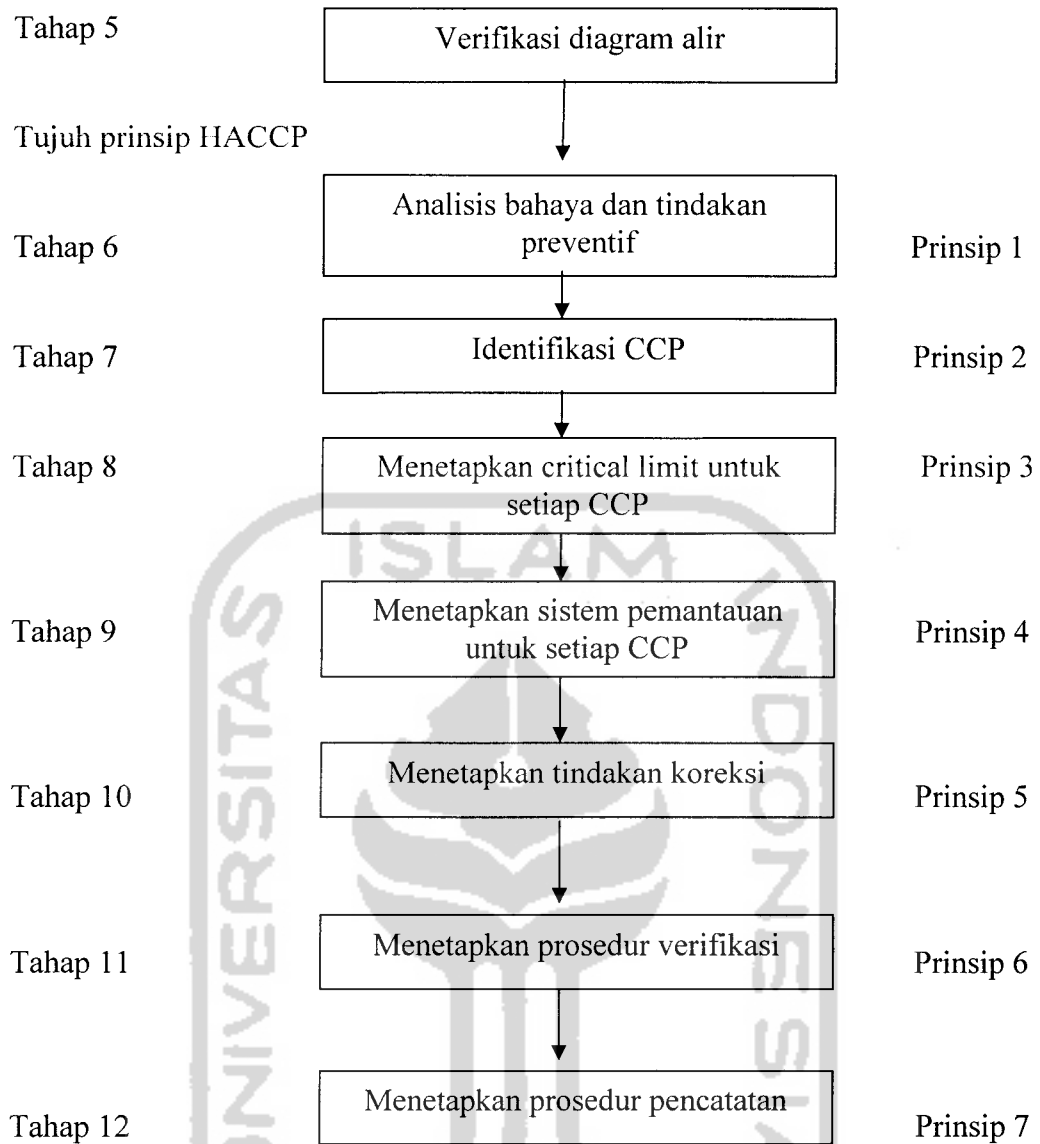 Tahap 5
Verifikasi diagram alir
Tujuh prinsip HACCP
Analisis bahaya dan tindakan
preventif
Tahap 6
Prinsip 1
Tahap 7
Identifikasi CCP
Prinsip 2
Tahap 8
Menetapkan critical limit untuk
setiap CCP
Prinsip 3
Tahap 9
Menetapkan sistem pemantauan
untuk setiap CCP
Prinsip 4
Menetapkan tindakan koreksi
Tahap 10
Prinsip 5
Menetapkan prosedur verifikasi
Tahap 11
Prinsip 6
Menetapkan prosedur pencatatan
Tahap 12
Prinsip 7
ISLAM
UNIVERSITAS
INDONESIA